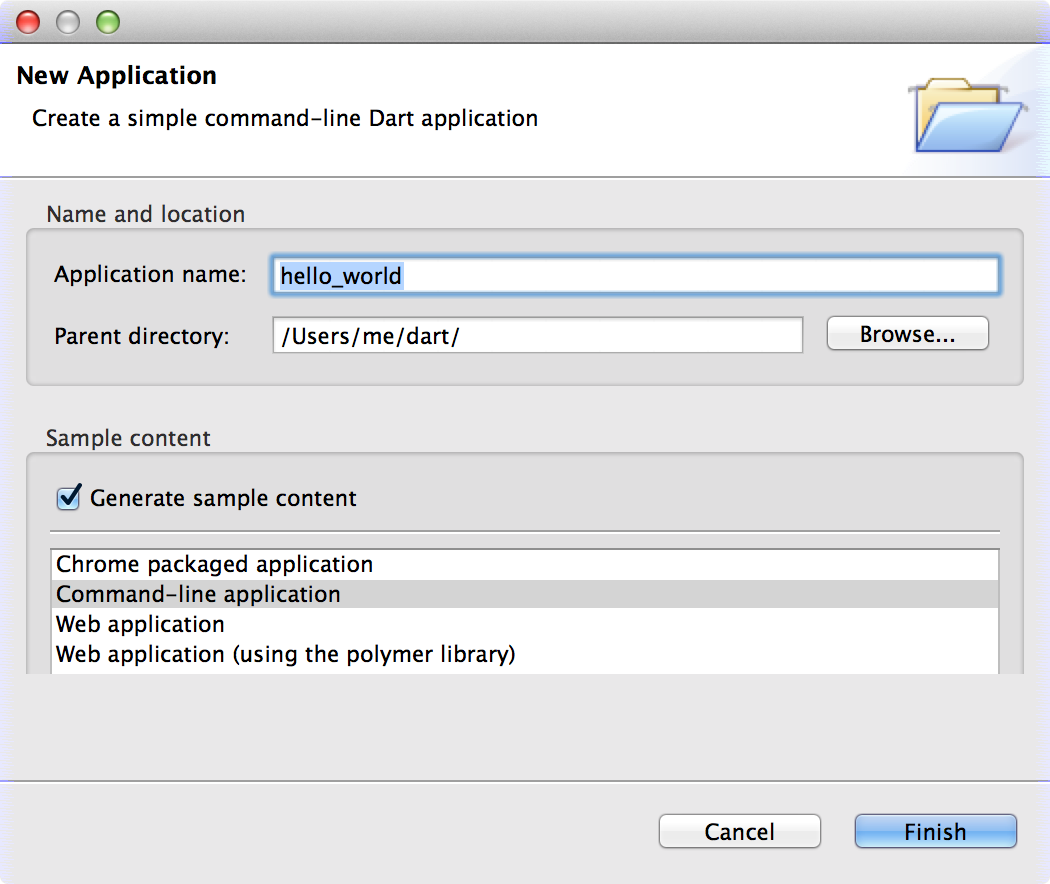 New Application
Create a simple command-line Dart application
Name and location
Application name: hello_world
Parent directory: /Users/me/dart/ Browse...
Sample content
Generate sample content
Chrome packaged application
Command-line application
Web application
Web application (using the polymer library)
Cancel Finish